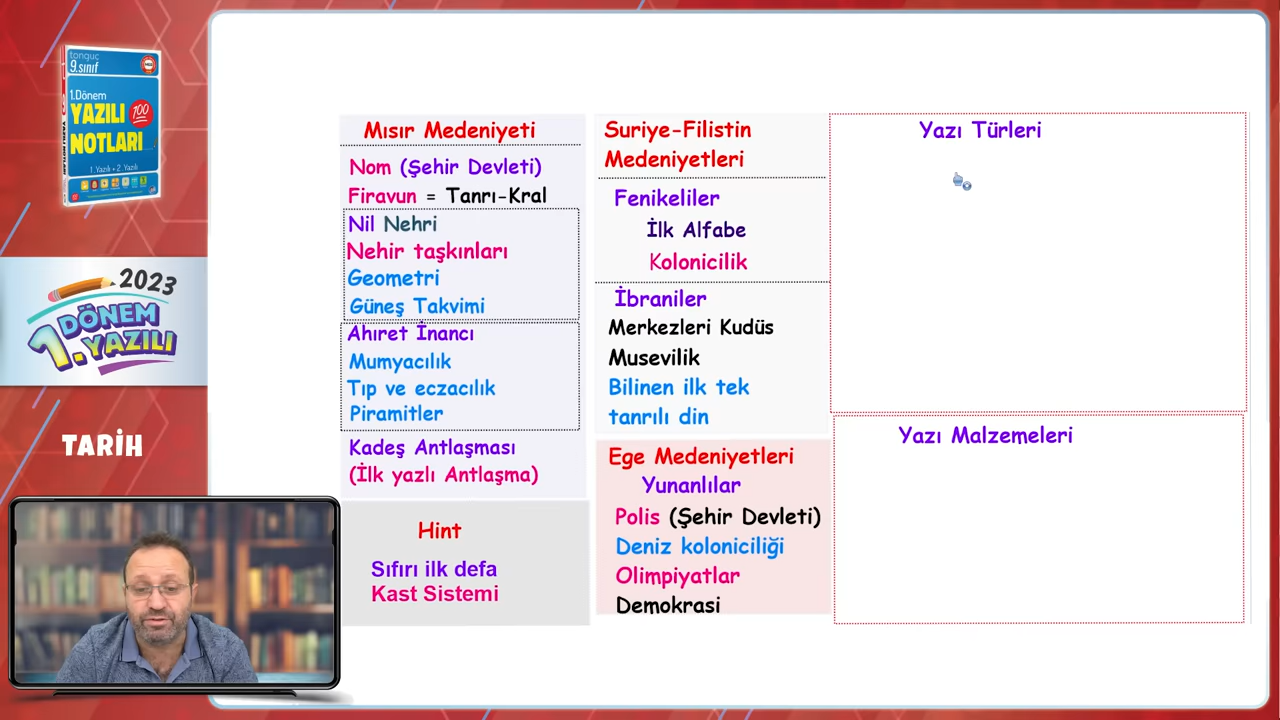 tonguç
9.sınıf
1.Dönem
YAZILI
100
NOTLARI
1.Yazılı • 2.Yazılı
2023
1. DÖNEM
YAZILI
TARİH
Mısır Medeniyeti
Nom (Şehir Devleti)
Firavun = Tanrı-Kral
Nil Nehri
Nehir taşkınları
Geometri
Güneş Takvimi
Ahıret İnancı
Mumyacılık
Tıp ve eczacılık
Piramitler
Kadeş Antlaşması
(İlk yazlı Antlaşma)
Hint
Sıfırı ilk defa
Kast Sistemi
Suriye-Filistin
Medeniyetleri
Fenikeliler
İlk Alfabe
Kolonicilik
İbraniler
Merkezleri Kudüs
Musevilik
Bilinen ilk tek
tanrılı din
Ege Medeniyetleri
Yunanlılar
Polis (Şehir Devleti)
Deniz koloniciliği
Olimpiyatlar
Demokrasi
Yazı Türleri
Yazı Malzemeleri